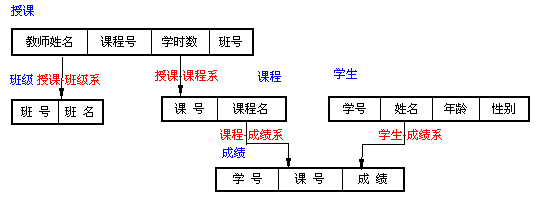 授课
教师姓名 课程号 学时数 班号
班级 授课-班级系 授课-课程系 课程 学生
班 号 班 名 课 号 课程名 学号 姓名 年龄 性别
课程-成绩系 学生-成绩系
成绩
学 号 课 号 成 绩